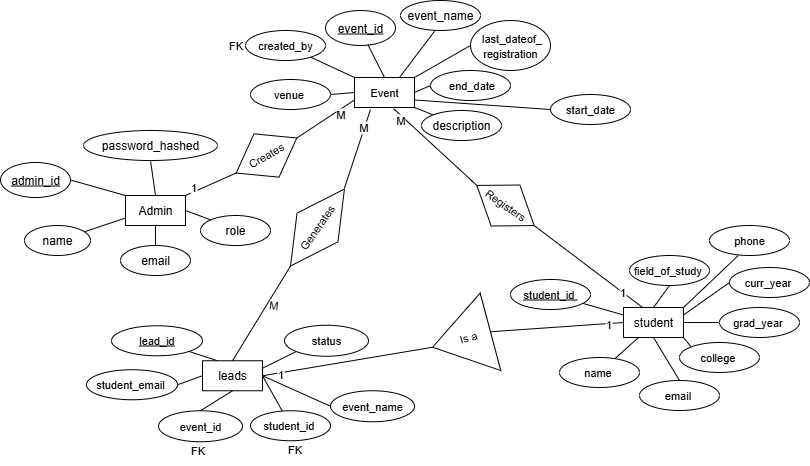 event_name
event_id
FK
created_by
last_dateof_
registration
Event
end_date
venue
start_date
M
M
M
description
password_hashed
Creates
admin_id
1
Admin
Generates
Registers
name
role
email
phone
field_of_study
curr_year
student_id
1
student
grad_year
1
lead_id
status
Is a
college
name
email
M
leads
1
student_email
event_name
event_id
student_id
FK
FK